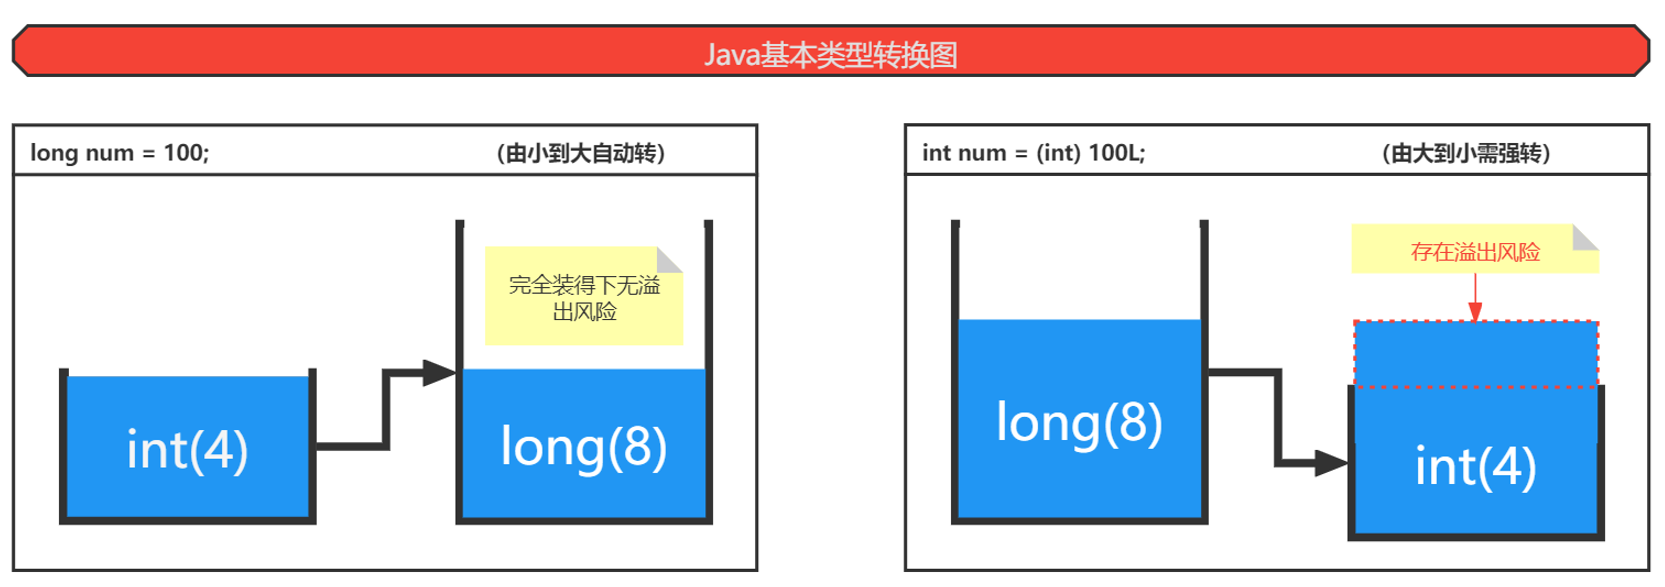 Java基本类型转换图
long num = 100; (由小到大自动转)
完全装得下无溢
出风险
int(4)
long(8)
int num = (int) 100L; (由大到小需强转)
存在溢出风险
long(8)
int(4)